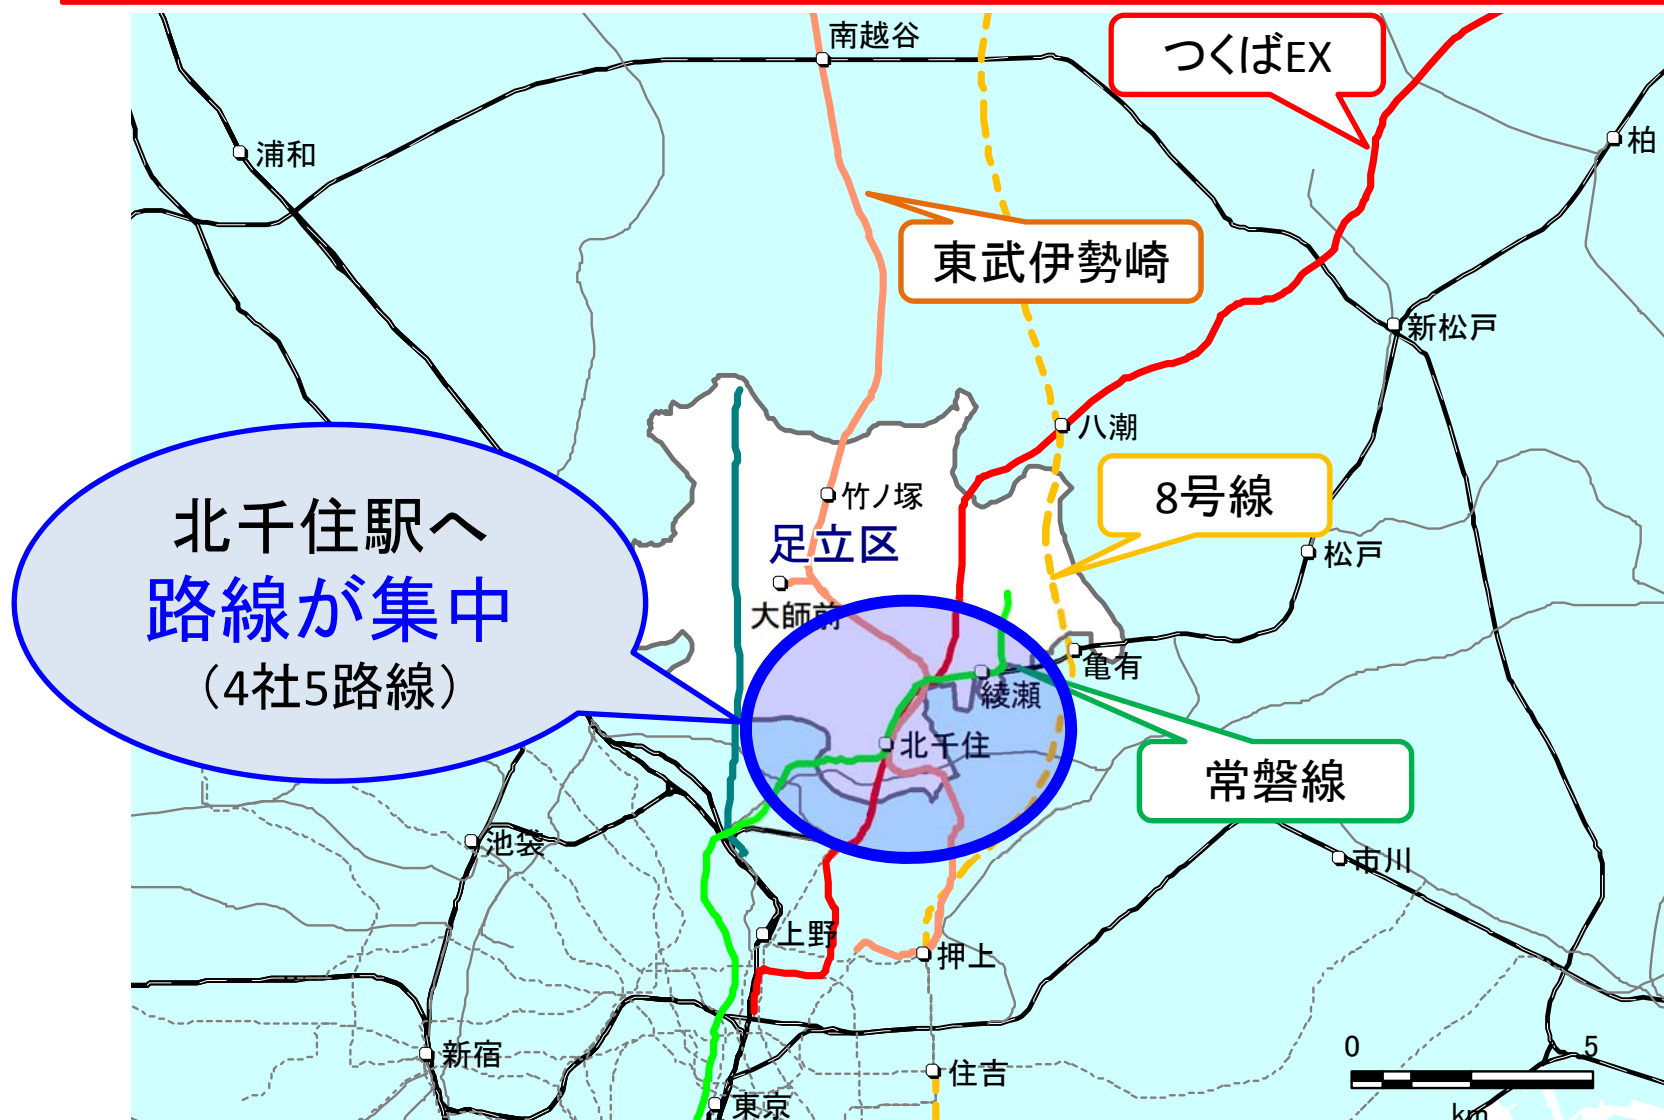 南越谷
つくばEX
浦和
柏
東武伊勢崎
新松戸
八潮
竹ノ塚
8号線
北千住駅へ
路線が集中
（4社5路線）
足立区
松戸
大師前
亀有
綾瀬
北千住
常磐線
池袋
市川
上野
押上
新宿
住吉
東京
0 5
km